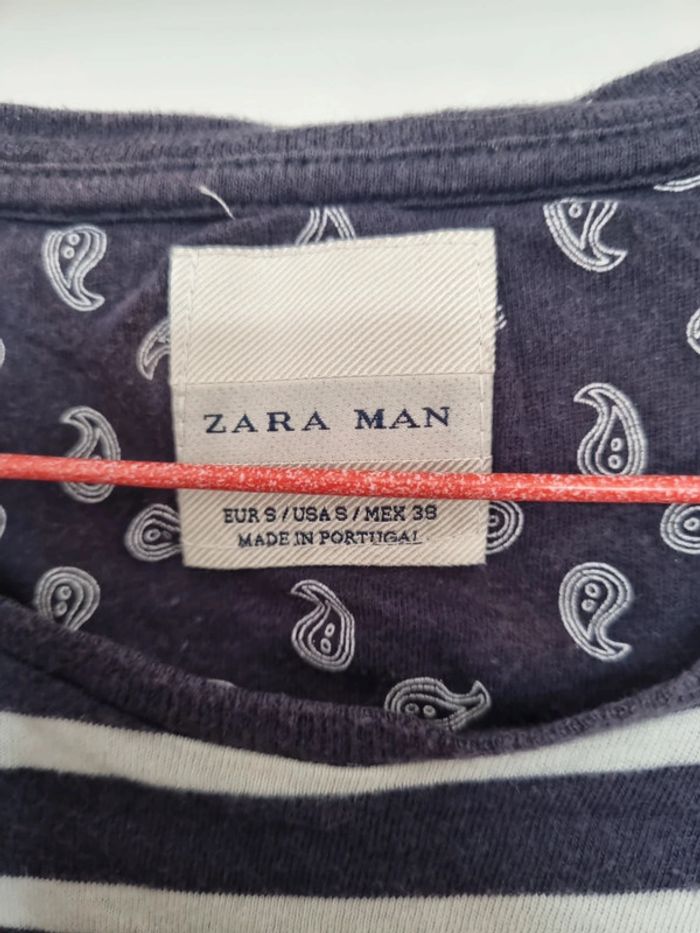 ZARA MAN
EUR S / USA S / MEX 38
MADE IN PORTUGAL